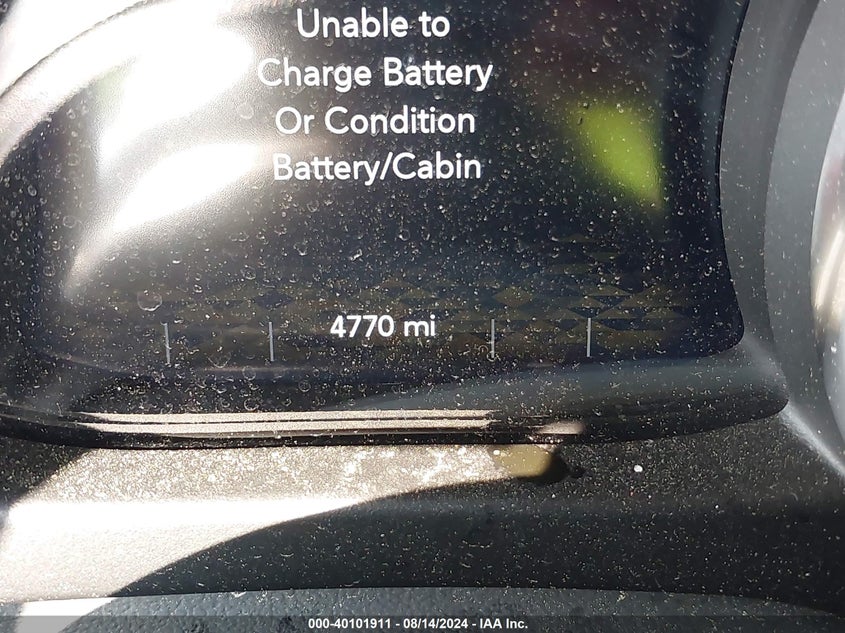 Unable to
Charge Battery
Or Condition
Battery/Cabin
4770 mi
000-40101911 - 08/14/2024 - IAA Inc.